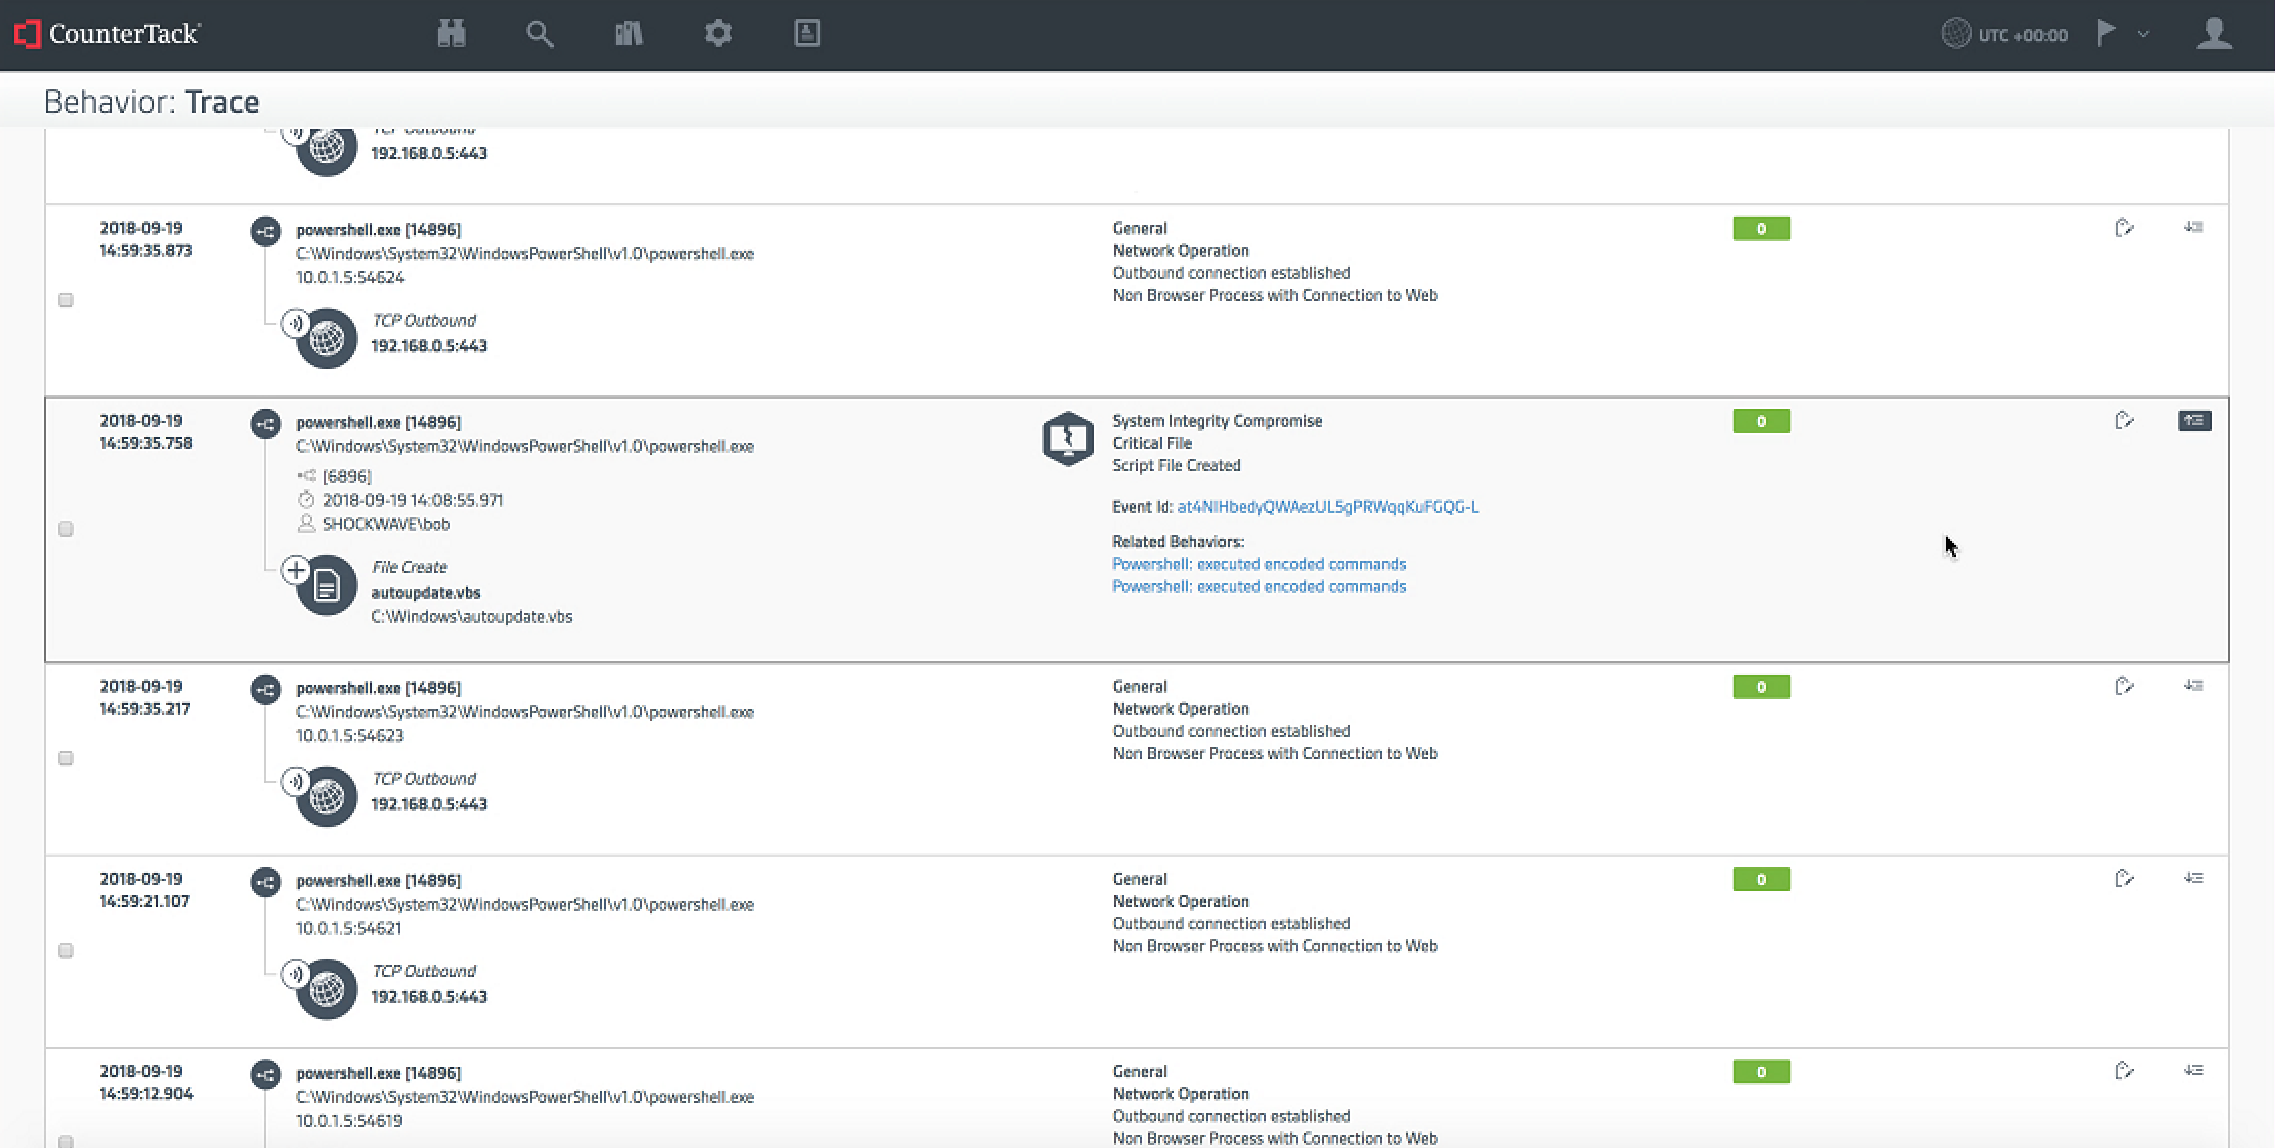 CounterTack
UTC +00:00
Behavior: Trace
TCP Outbound
192.168.0.5:443
2018-09-19
14:59:35.873
powershell.exe [14896]
C:\Windows\System32\WindowsPowerShell\v1.0\powershell.exe
10.0.1.5:54624
TCP Outbound
192.168.0.5:443
General
Network Operation
Outbound connection established
Non Browser Process with Connection to Web
0
2018-09-19
14:59:35.758
powershell.exe [14896]
C:\Windows\System32\WindowsPowerShell\v1.0\powershell.exe
[6896]
2018-09-19 14:08:55.971
SHOCKWAVE\bob
File Create
autoupdate.vbs
C:\Windows\autoupdate.vbs
System Integrity Compromise
Critical File
Script File Created
Event Id: at4NIHbedyQWAezUL5gPRWqqKuFGQG-L
Related Behaviors:
Powershell: executed encoded commands
Powershell: executed encoded commands
0
2018-09-19
14:59:35.217
powershell.exe [14896]
C:\Windows\System32\WindowsPowerShell\v1.0\powershell.exe
10.0.1.5:54623
TCP Outbound
192.168.0.5:443
General
Network Operation
Outbound connection established
Non Browser Process with Connection to Web
0
2018-09-19
14:59:21.107
powershell.exe [14896]
C:\Windows\System32\WindowsPowerShell\v1.0\powershell.exe
10.0.1.5:54621
TCP Outbound
192.168.0.5:443
General
Network Operation
Outbound connection established
Non Browser Process with Connection to Web
0
2018-09-19
14:59:12.904
powershell.exe [14896]
C:\Windows\System32\WindowsPowerShell\v1.0\powershell.exe
10.0.1.5:54619
General
Network Operation
Outbound connection established
Non Browser Process with Connection to Web
0